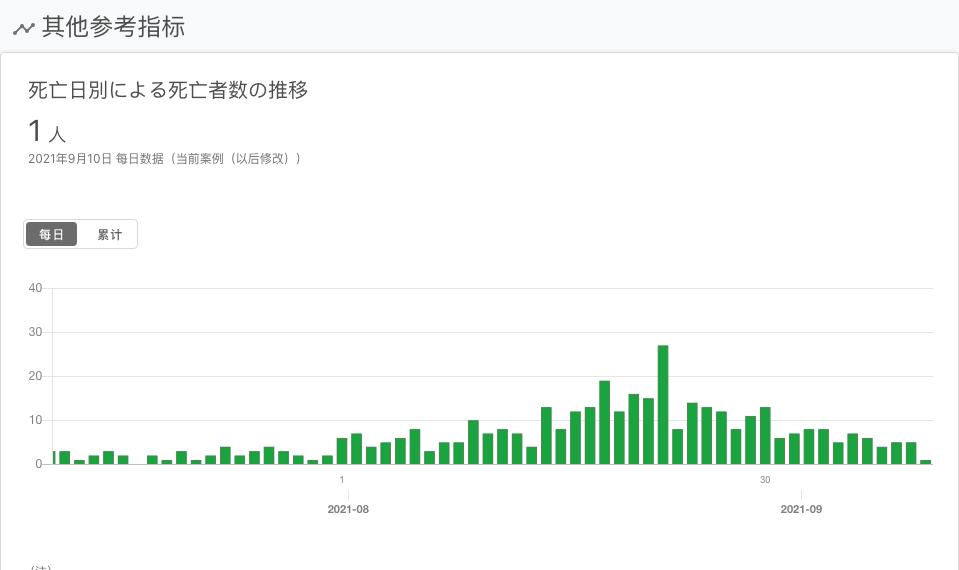 其他参考指标
死亡日別による死亡者数の推移
1 人
2021年9月10日 每日数据（当前案例（以后修改））
每日 累计
40
30
20
10
0
1 30
2021-08 2021-09
（注）